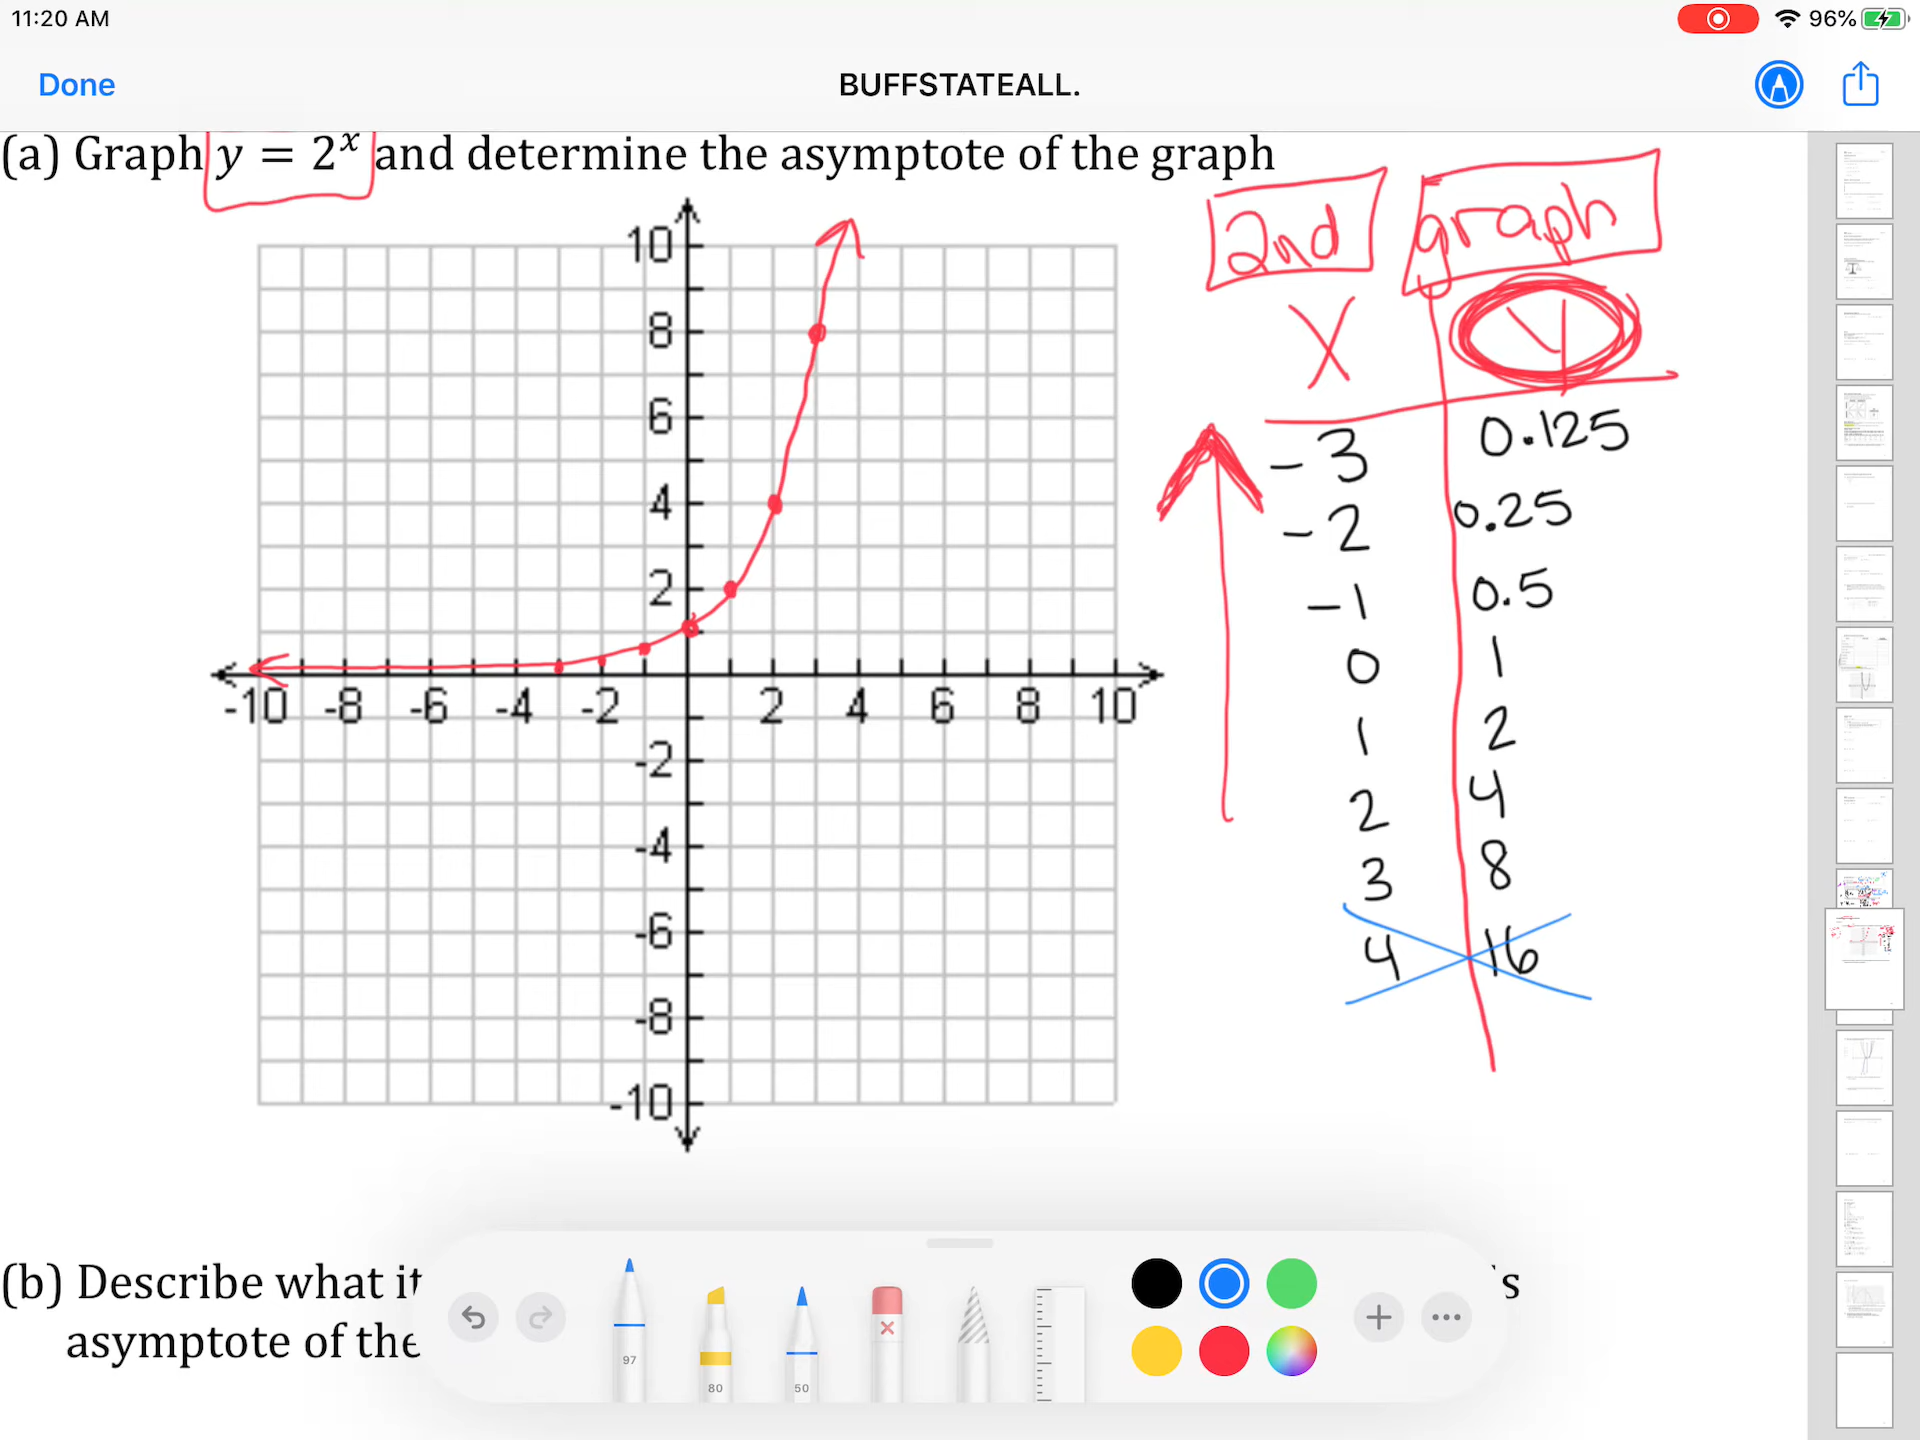 11:20 AM 96%
Done BUFFSTATEALL.
(a) Graph y = 2ˣ and determine the asymptote of the graph
2nd graph
X Y
-3 0.125
-2 0.25
-1 0.5
0 1
1 2
2 4
3 8
4 16
10
8
6
4
2
-10 -8 -6 -4 -2 2 4 6 8 10
-2
-4
-6
-8
-10
(b) Describe what it 's
asymptote of the
97 80 50